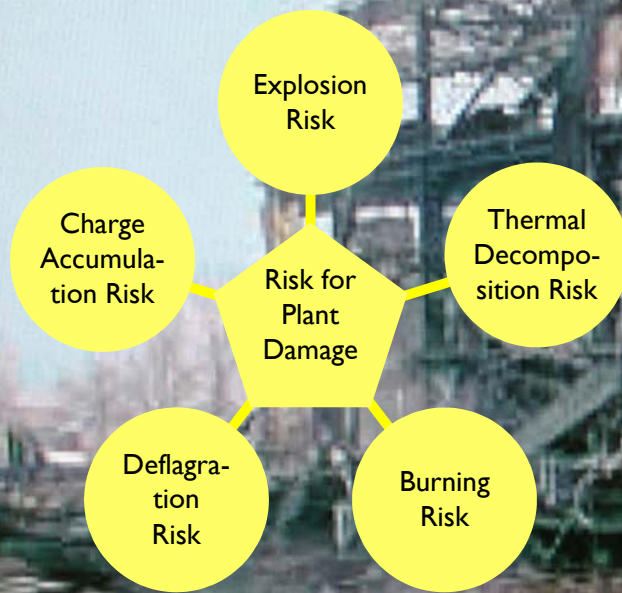 Explosion
Risk
Charge
Accumula-
tion Risk
Thermal
Decompo-
sition Risk
Risk for
Plant
Damage
Deflagra-
tion
Risk
Burning
Risk